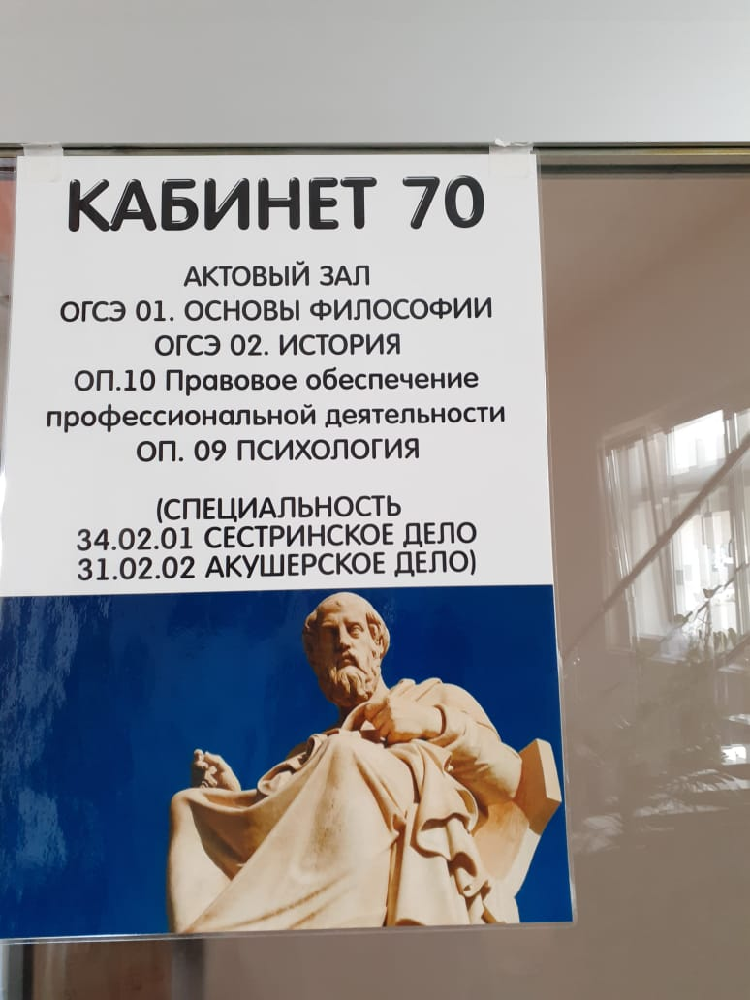 КАБИНЕТ 70
АКТОВЫЙ ЗАЛ
ОГСЭ 01. ОСНОВЫ ФИЛОСОФИИ
ОГСЭ 02. ИСТОРИЯ
ОП.10 Правовое обеспечение
профессиональной деятельности
ОП. 09 ПСИХОЛОГИЯ
(СПЕЦИАЛЬНОСТЬ
34.02.01 СЕСТРИНСКОЕ ДЕЛО
31.02.02 АКУШЕРСКОЕ ДЕЛО)